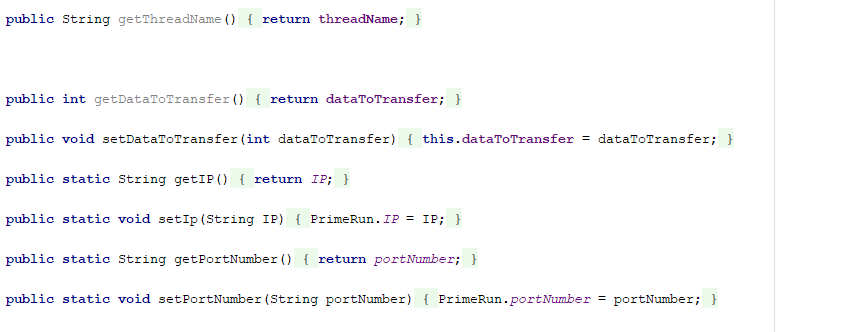 public String getThreadName() { return threadName; }
public int getDataToTransfer() { return dataToTransfer; }
public void setDataToTransfer(int dataToTransfer) { this.dataToTransfer = dataToTransfer; }
public static String getIP() { return IP; }
public static void setIp(String IP) { PrimeRun.IP = IP; }
public static String getPortNumber() { return portNumber; }
public static void setPortNumber(String portNumber) { PrimeRun.portNumber = portNumber; }